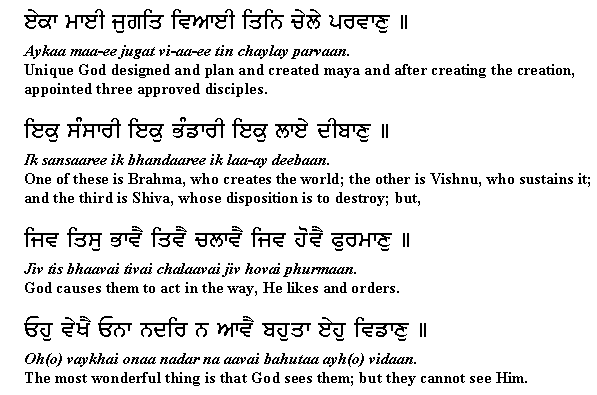 ਏਕਾ ਮਾਈ ਜੁਗਤਿ ਵਿਆਈ ਤਿਨਿ ਚੇਲੇ ਪਰਵਾਣੁ ॥
Aykaa maa-ee jugat vi-aa-ee tin chaylay parvaan.
Unique God designed and plan and created maya and after creating the creation,
appointed three approved disciples.
ਇਕੁ ਸੰਸਾਰੀ ਇਕੁ ਭੰਡਾਰੀ ਇਕੁ ਲਾਏ ਦੀਬਾਣੁ ॥
Ik sansaaree ik bhandaaree ik laa-ay deebaan.
One of these is Brahma, who creates the world; the other is Vishnu, who sustains it;
and the third is Shiva, whose disposition is to destroy; but,
ਜਿਵ ਤਿਸੁ ਭਾਵੈ ਤਿਵੈ ਚਲਾਵੈ ਜਿਵ ਹੋਵੈ ਫੁਰਮਾਣੁ ॥
Jiv tis bhaavai tivai chalaavai jiv hovai phurmaan.
God causes them to act in the way, He likes and orders.
ਓਹੁ ਵੇਖੈ ਓਨਾ ਨਦਰਿ ਨ ਆਵੈ ਬਹੁਤਾ ਏਹੁ ਵਿਡਾਣੁ ॥
Oh(o) vaykhai onaa nadar na aavai bahutaa ayh(o) vidaan.
The most wonderful thing is that God sees them; but they cannot see Him.